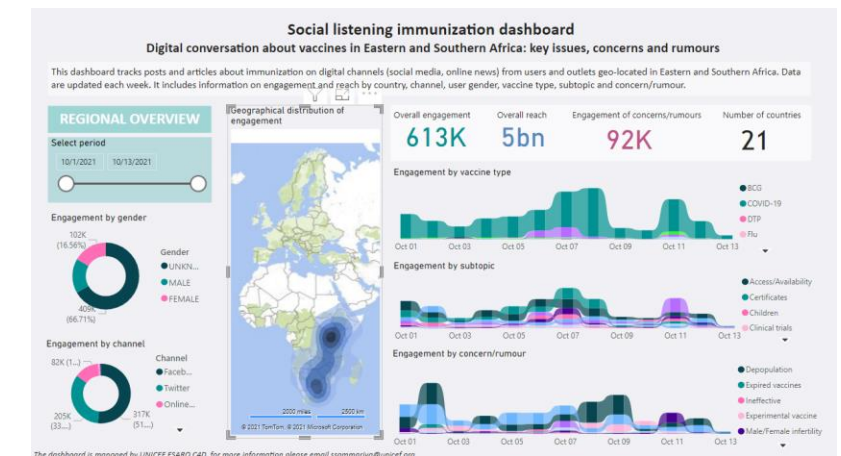 Social listening immunization dashboard
Digital conversation about vaccines in Eastern and Southern Africa: key issues, concerns and rumours
This dashboard tracks posts and articles about immunization on digital channels (social media, online news) from users and outlets geo-located in Eastern and Southern Africa. Data
are updated each week. It includes information on engagement and reach by country, channel, user gender, vaccine type, subtopic and concern/rumour.
REGIONAL OVERVIEW
Select period
10/1/2021 10/13/2021
Engagement by gender
102K
(16.56%)
409K
(66.71%)
Gender
UNKN...
MALE
FEMALE
Engagement by channel
82K (1...)
205K
(33....)
317K
(51....)
Channel
Faceb...
Twitter
Online...
Geographical distribution of
engagement
2000 miles 2500 km
© 2021 TomTom, © 2021 Microsoft Corporation
Overall engagement
613K
Overall reach
5bn
Engagement of concerns/rumours
92K
Number of countries
21
Engagement by vaccine type
Oct 01 Oct 03 Oct 05 Oct 07 Oct 09 Oct 11 Oct 13
BCG
COVID-19
DTP
Flu
Engagement by subtopic
Oct 01 Oct 03 Oct 05 Oct 07 Oct 09 Oct 11 Oct 13
Access/Availability
Certificates
Children
Clinical trials
Engagement by concern/rumour
Oct 01 Oct 03 Oct 05 Oct 07 Oct 09 Oct 11 Oct 13
Depopulation
Expired vaccines
Ineffective
Experimental vaccine
Male/Female infertility
The dashboard is managed by UNICEF ESARO C4D, for more information please email